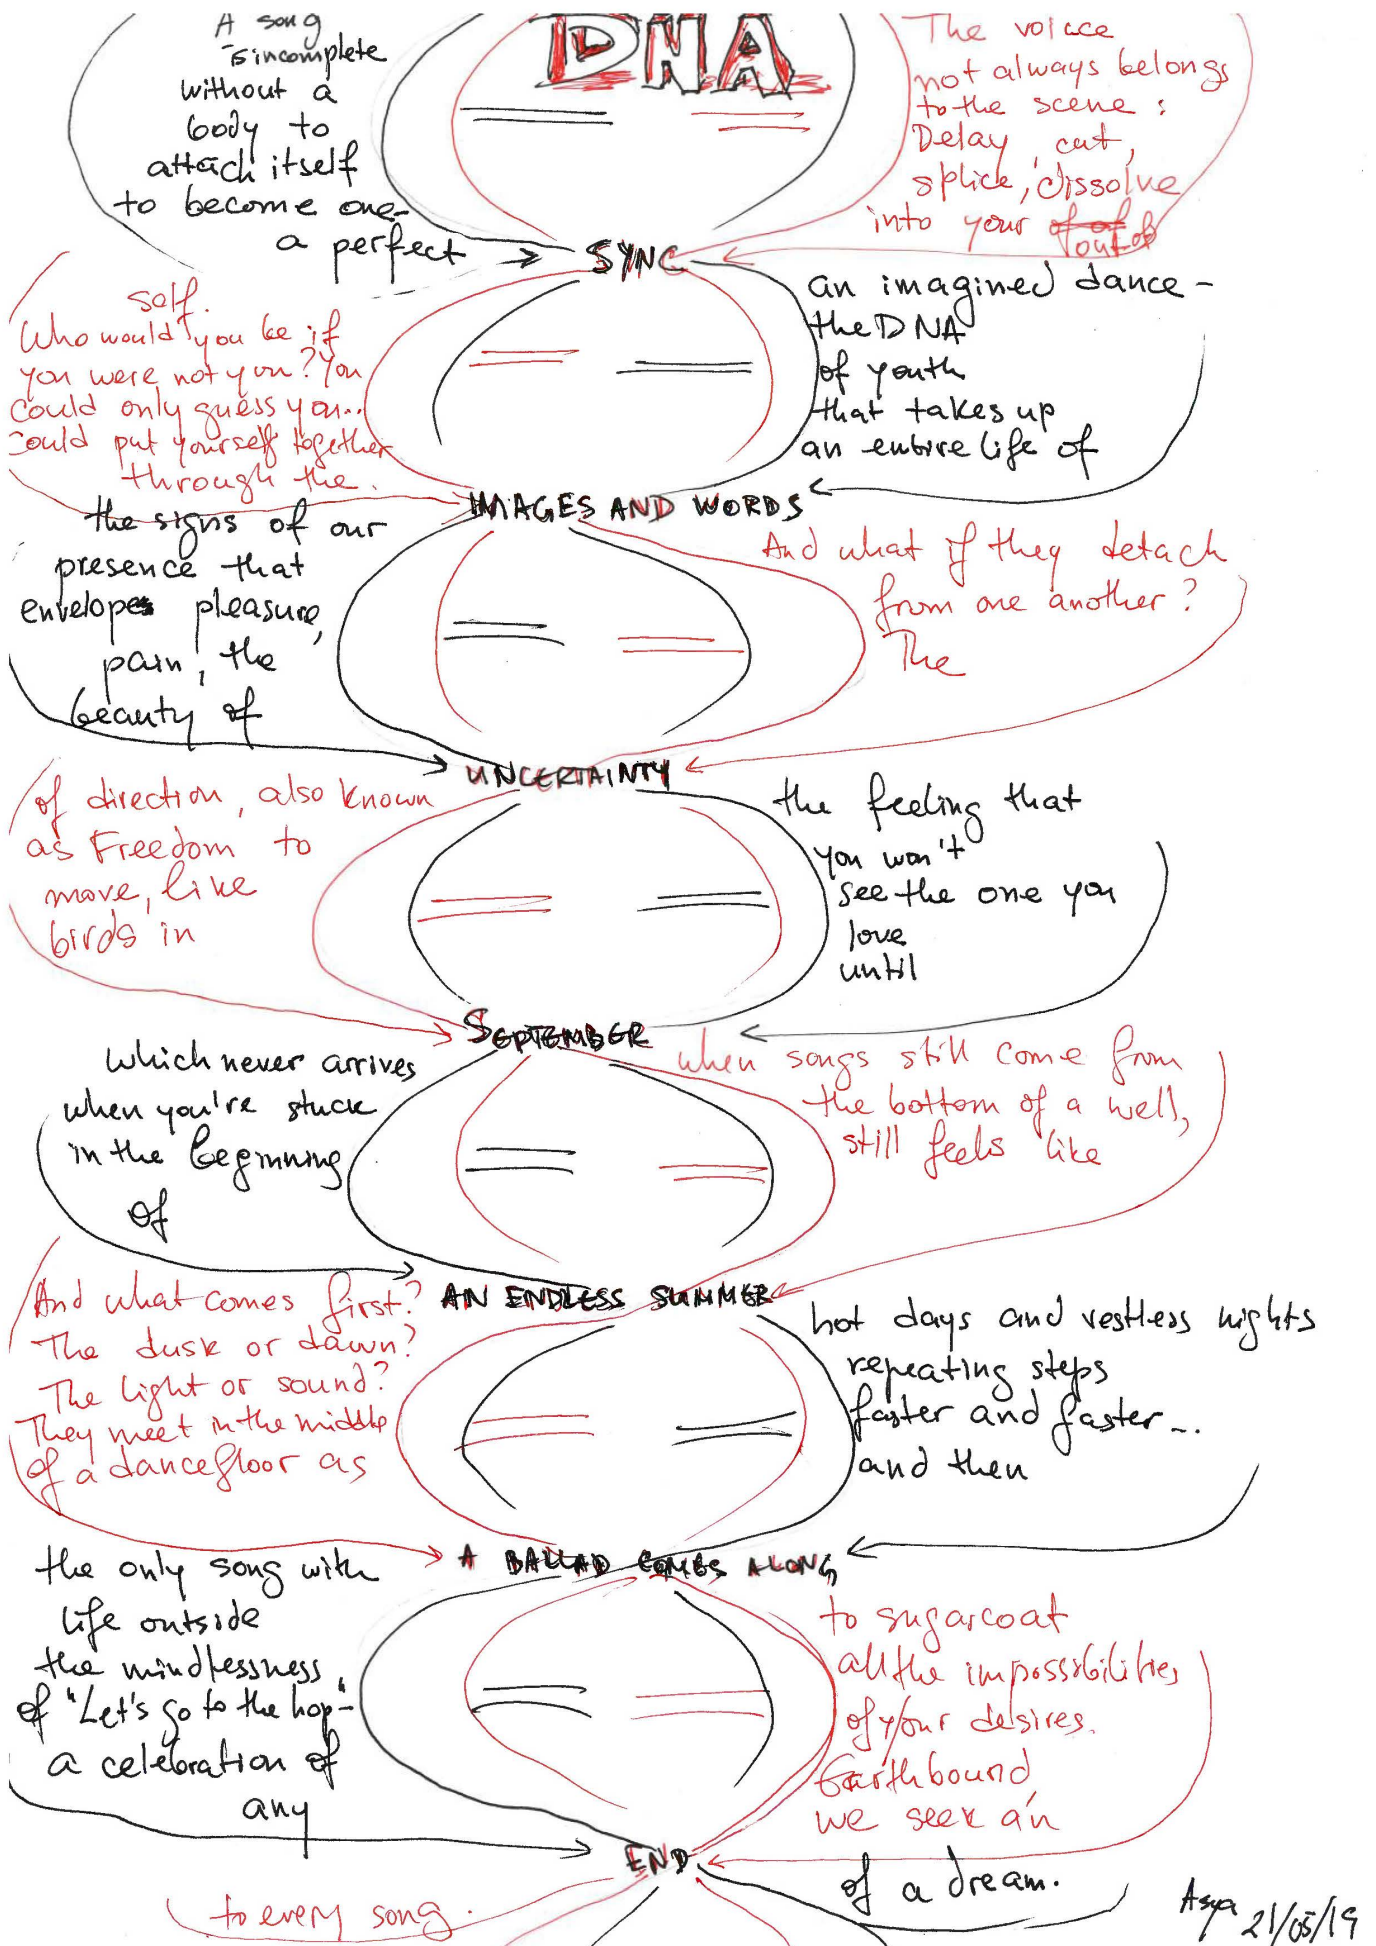 DNA
A song
is incomplete
without a
body to
attach itself
to become one-
a perfect
The voice
not always belongs
to the scene:
Delay, cut,
splice, dissolve
into your
out of
SYNC
self.
Who would you be if
you were not you? You
could only guess you...
could put yourself together
through the.
an imagined dance -
the DNA
of youth
that takes up
an entire life of
IMAGES AND WORDS
the signs of our
presence that
envelopes pleasure,
pain, the
beauty of
And what if they detach
from one another?
The
UNCERTAINTY
of direction, also known
as Freedom to
move, like
birds in
the feeling that
you won't
see the one you
love
until
SEPTEMBER
which never arrives
when you're stuck
in the beginning
of
when songs still come from
the bottom of a well,
still feels like
AN ENDLESS SUMMER
And what comes first?
The dusk or dawn?
The light or sound?
They meet in the middle
of a dancefloor as
hot days and restless nights
repeating steps
faster and faster...
and then
A BALLAD COMES ALONG
the only song with
life outside
the mindlessness
of "Let's go to the hop"-
a celebration of
any
to sugarcoat
all the impossibilities
of your desires.
Earthbound
we seek an
END
to every song.
of a dream.
Asya 21/05/19